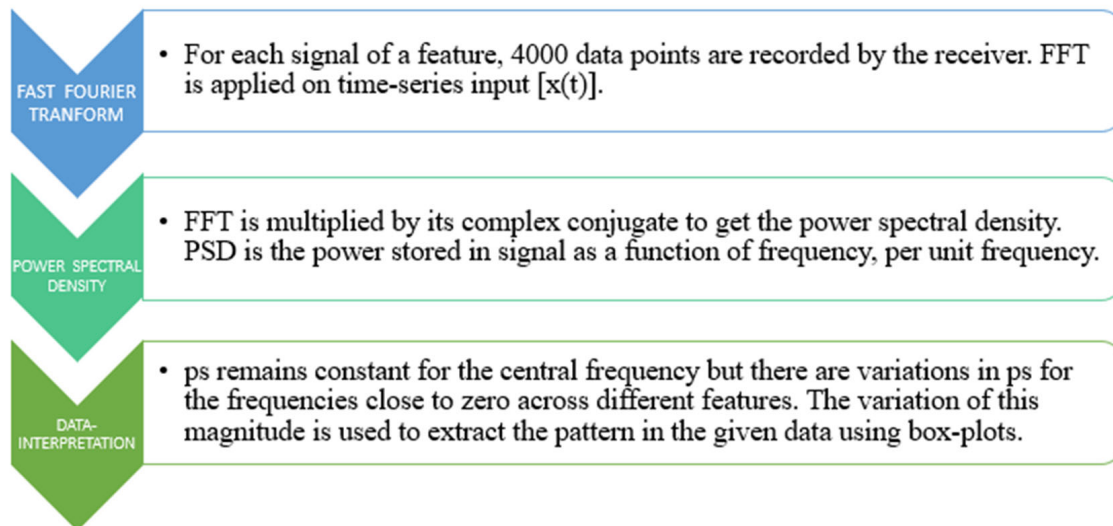 FAST FOURIER
TRANFORM
• For each signal of a feature, 4000 data points are recorded by the receiver. FFT
is applied on time-series input [x(t)].
POWER SPECTRAL
DENSITY
• FFT is multiplied by its complex conjugate to get the power spectral density.
PSD is the power stored in signal as a function of frequency, per unit frequency.
DATA-
INTERPRETATION
• ps remains constant for the central frequency but there are variations in ps for
the frequencies close to zero across different features. The variation of this
magnitude is used to extract the pattern in the given data using box-plots.